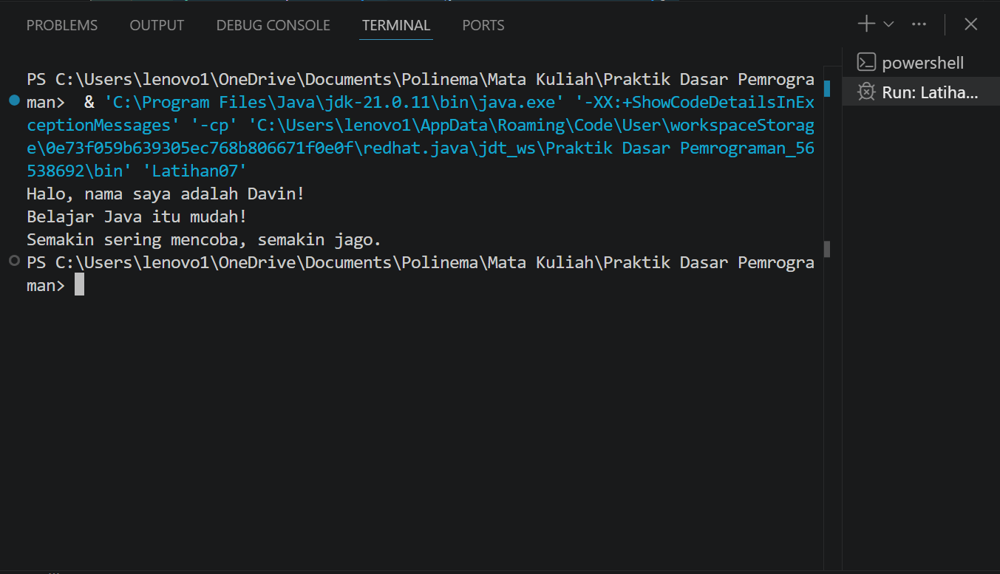 PROBLEMS OUTPUT DEBUG CONSOLE TERMINAL PORTS
PS C:\Users\lenovo1\OneDrive\Documents\Polinema\Mata Kuliah\Praktik Dasar Pemrogra
man>  & 'C:\Program Files\Java\jdk-21.0.11\bin\java.exe' '-XX:+ShowCodeDetailsInEx
ceptionMessages' '-cp' 'C:\Users\lenovo1\AppData\Roaming\Code\User\workspaceStorag
e\0e73f059b639305ec768b806671f0e0f\redhat.java\jdt_ws\Praktik Dasar Pemrograman_56
538692\bin' 'Latihan07'
Halo, nama saya adalah Davin!
Belajar Java itu mudah!
Semakin sering mencoba, semakin jago.
PS C:\Users\lenovo1\OneDrive\Documents\Polinema\Mata Kuliah\Praktik Dasar Pemrogra
man>
powershell
Run: Latiha...